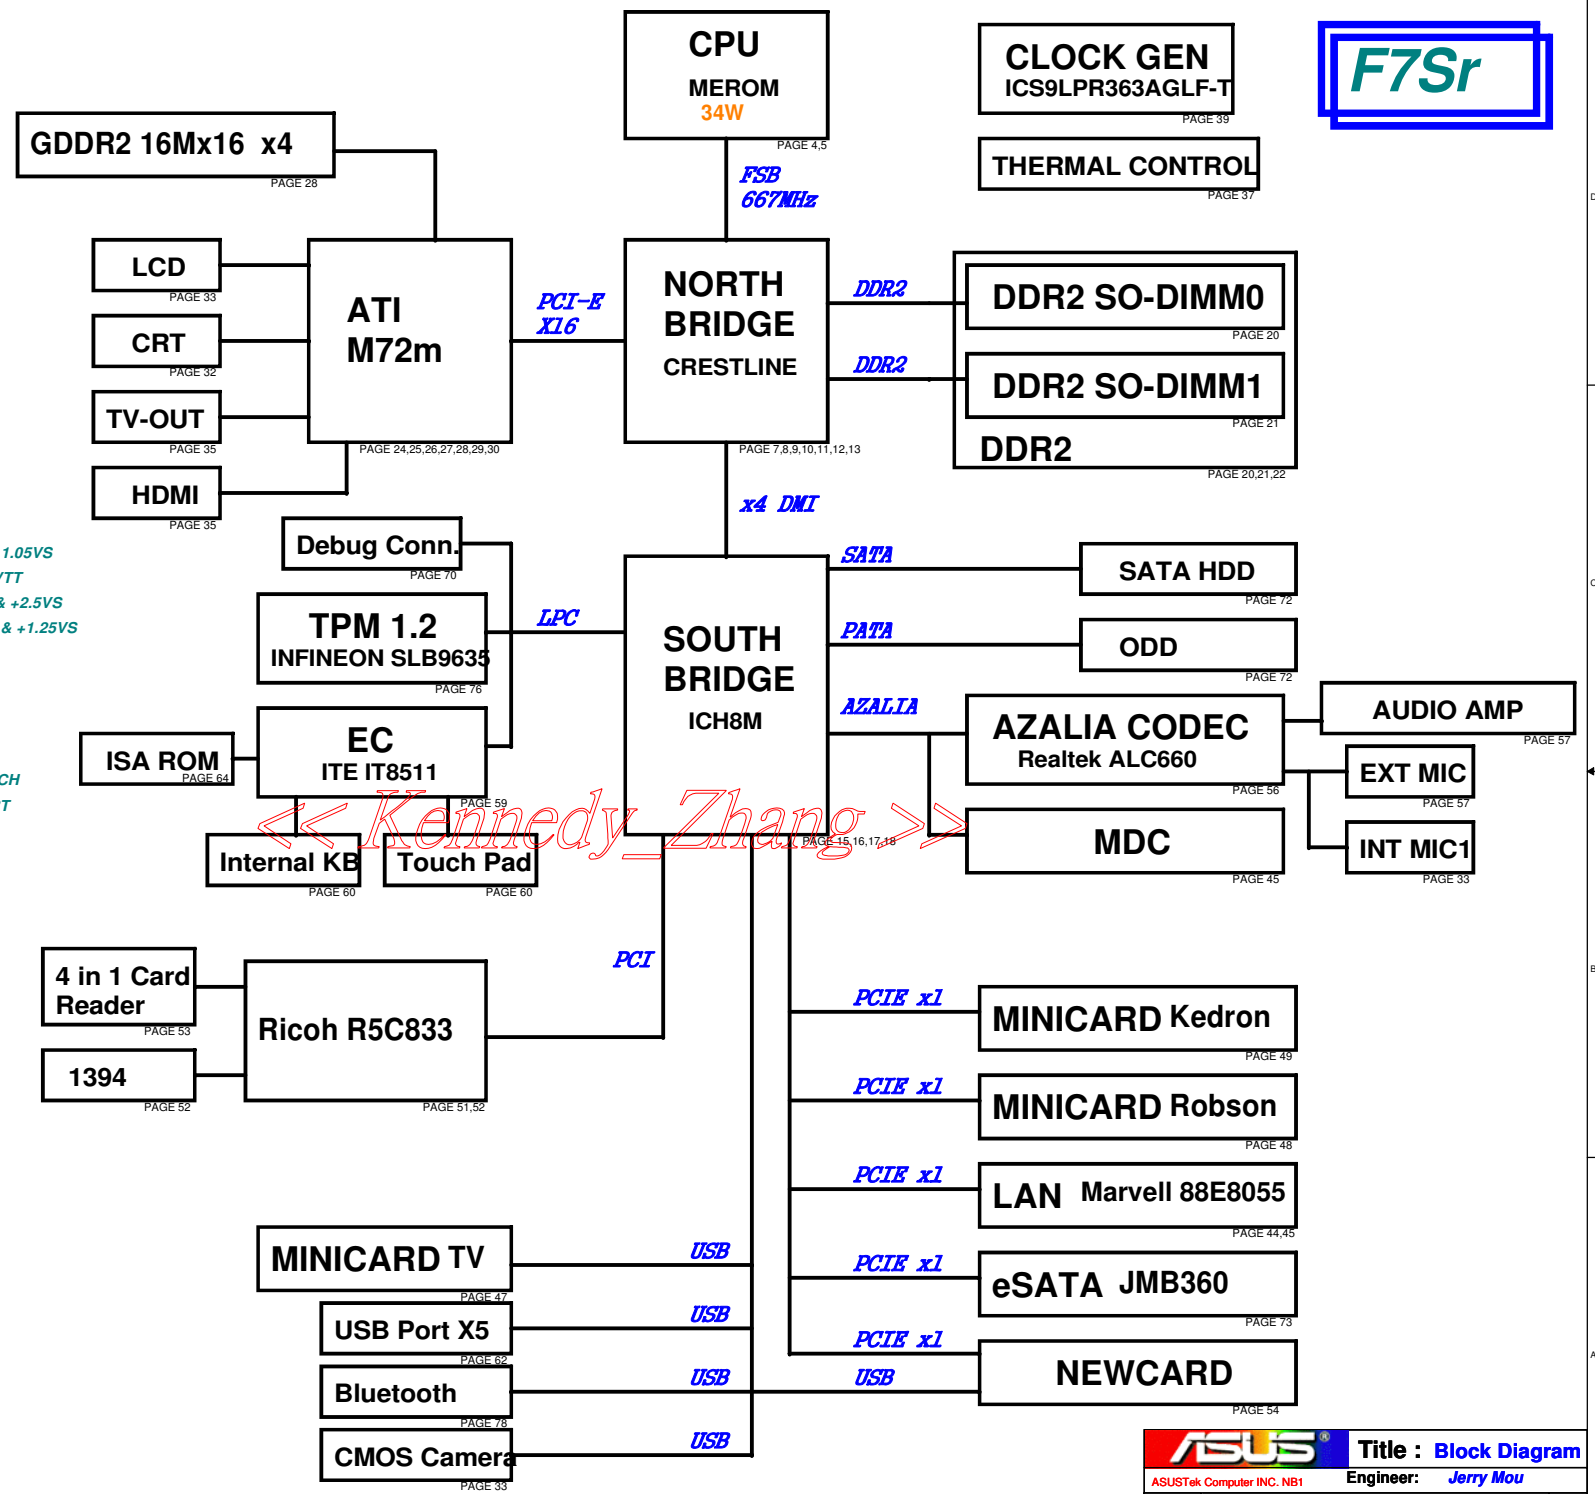 CPU
MEROM
34W
PAGE 4,5
CLOCK GEN
ICS9LPR363AGLF-T
PAGE 39
F7Sr
GDDR2 16Mx16 x4
PAGE 28
THERMAL CONTROL
PAGE 37
FSB
667MHz
LCD
PAGE 33
CRT
PAGE 32
TV-OUT
PAGE 35
HDMI
PAGE 35
ATI
M72m
PAGE 24,25,26,27,28,29,30
PCI-E
X16
NORTH
BRIDGE
CRESTLINE
PAGE 7,8,9,10,11,12,13
DDR2
DDR2
DDR2 SO-DIMM0
PAGE 20
DDR2 SO-DIMM1
PAGE 21
DDR2
PAGE 20,21,22
x4 DMI
1.05VS
VTT
& +2.5VS
& +1.25VS
CH
ST
Debug Conn.
PAGE 70
TPM 1.2
INFINEON SLB9635
PAGE 76
LPC
EC
ITE IT8511
PAGE 59
ISA ROM
PAGE 64
Internal KB
PAGE 60
Touch Pad
PAGE 60
SOUTH
BRIDGE
ICH8M
PAGE 15,16,17,18
SATA
SATA HDD
PAGE 72
PATA
ODD
PAGE 72
AZALIA
AZALIA CODEC
Realtek ALC660
PAGE 56
AUDIO AMP
PAGE 57
EXT MIC
PAGE 57
INT MIC1
PAGE 33
MDC
PAGE 45
<< Kennedy_Zhang >>
4 in 1 Card
Reader
PAGE 53
1394
PAGE 52
Ricoh R5C833
PAGE 51,52
PCI
PCIE x1
MINICARD Kedron
PAGE 49
PCIE x1
MINICARD Robson
PAGE 48
PCIE x1
LAN Marvell 88E8055
PAGE 44,45
PCIE x1
eSATA JMB360
PAGE 73
PCIE x1
USB
NEWCARD
PAGE 54
MINICARD TV
PAGE 47
USB
USB Port X5
PAGE 62
USB
Bluetooth
PAGE 78
USB
CMOS Camera
PAGE 33
USB
D
C
B
A
ASUS®
ASUSTek Computer INC. NB1
Title : Block Diagram
Engineer: Jerry Mou